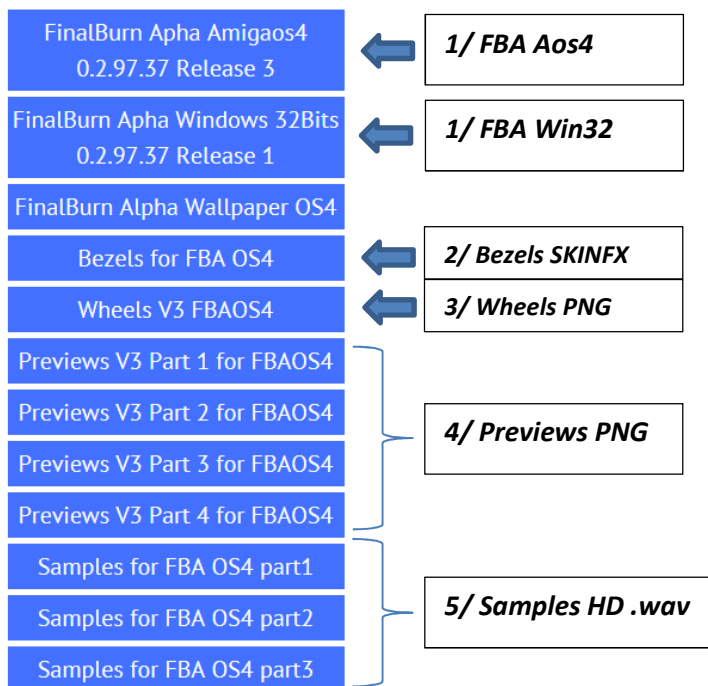 FinalBurn Apha Amigaos4
0.2.97.37 Release 3
1/ FBA Aos4
FinalBurn Apha Windows 32Bits
0.2.97.37 Release 1
1/ FBA Win32
FinalBurn Alpha Wallpaper OS4
Bezels for FBA OS4
2/ Bezels SKINFX
Wheels V3 FBAOS4
3/ Wheels PNG
Previews V3 Part 1 for FBAOS4
Previews V3 Part 2 for FBAOS4
Previews V3 Part 3 for FBAOS4
Previews V3 Part 4 for FBAOS4
4/ Previews PNG
Samples for FBA OS4 part1
Samples for FBA OS4 part2
Samples for FBA OS4 part3
5/ Samples HD .wav